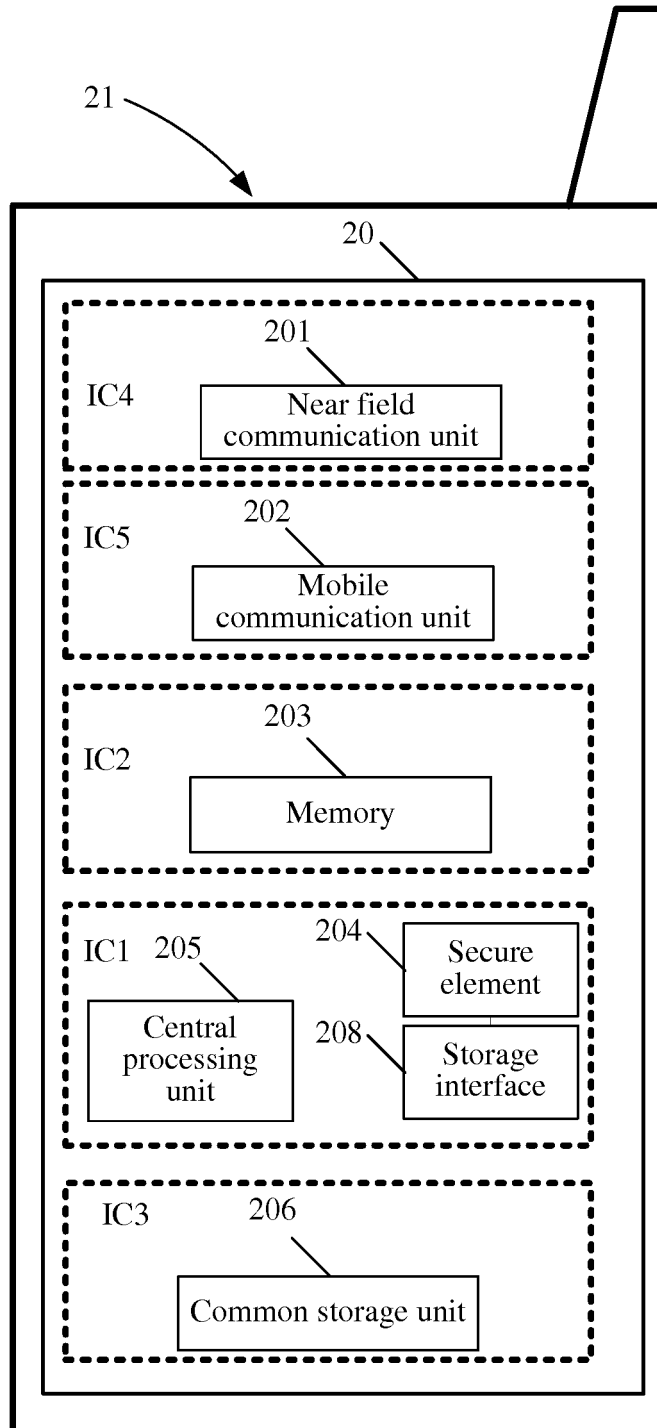 21
20
201
IC4
Near field
communication unit
202
IC5
Mobile
communication unit
203
IC2
Memory
IC1
205
204
Secure
element
Central
processing
unit
208
Storage
interface
IC3
206
Common storage unit